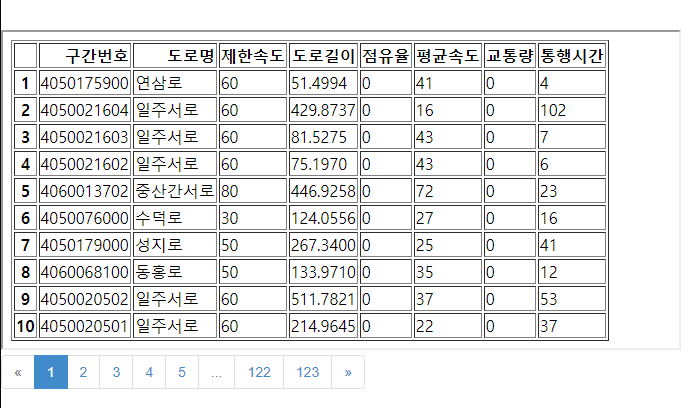 구간번호 도로명 제한속도 도로길이 점유율 평균속도 교통량 통행시간
1 4050175900 연삼로 60 51.4994 0 41 0 4
2 4050021604 일주서로 60 429.8737 0 16 0 102
3 4050021603 일주서로 60 81.5275 0 43 0 7
4 4050021602 일주서로 60 75.1970 0 43 0 6
5 4060013702 중산간서로 80 446.9258 0 72 0 23
6 4050076000 수덕로 30 124.0556 0 27 0 16
7 4050179000 성지로 50 267.3400 0 25 0 41
8 4060068100 동홍로 50 133.9710 0 35 0 12
9 4050020502 일주서로 60 511.7821 0 37 0 53
10 4050020501 일주서로 60 214.9645 0 22 0 37
« 1 2 3 4 5 ... 122 123 »